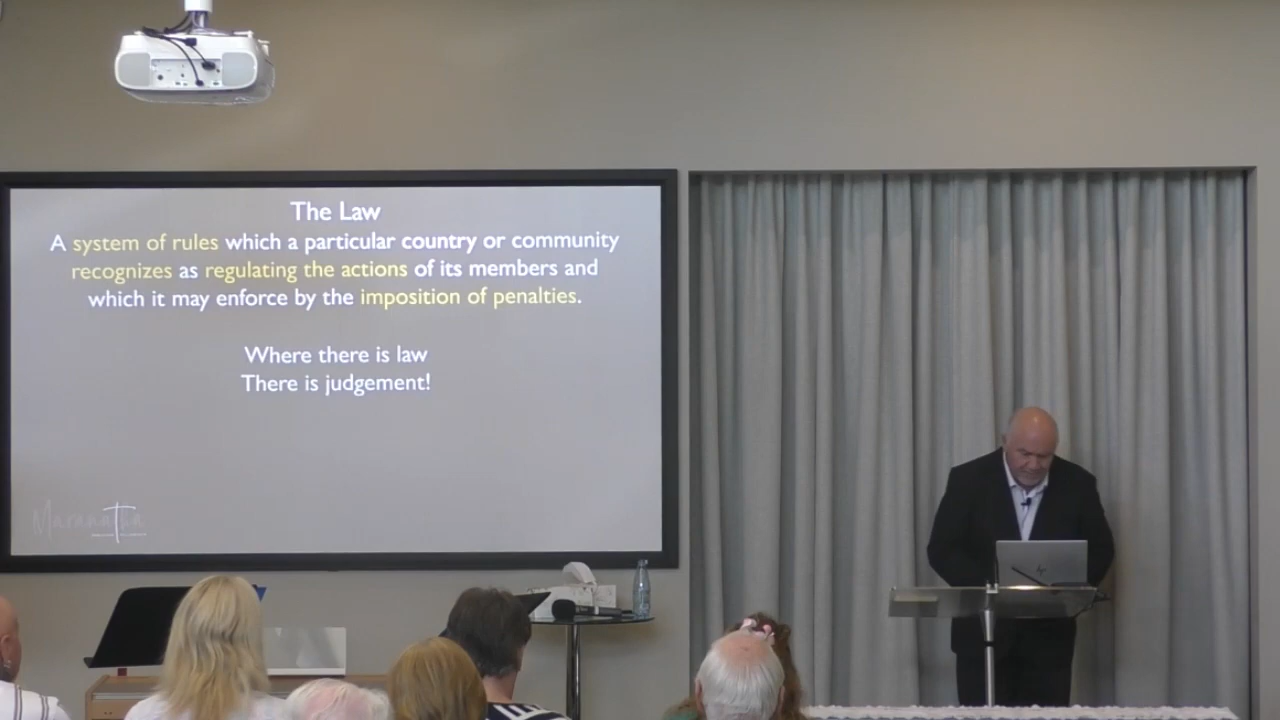 The Law
A system of rules which a particular country or community
recognizes as regulating the actions of its members and
which it may enforce by the imposition of penalties.
Where there is law
There is judgement!
Maranatha